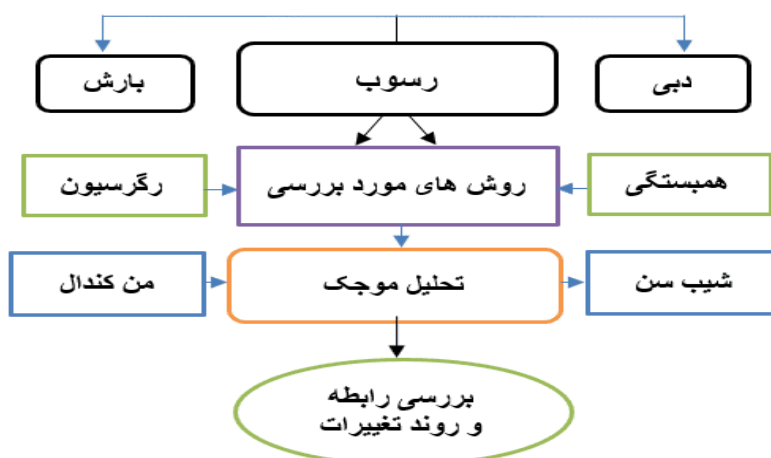 دبی
رسوب
بارش
همبستگی
روش های مورد بررسی
رگرسیون
شیب سن
تحلیل موجک
من کندال
بررسی رابطه
و روند تغییرات